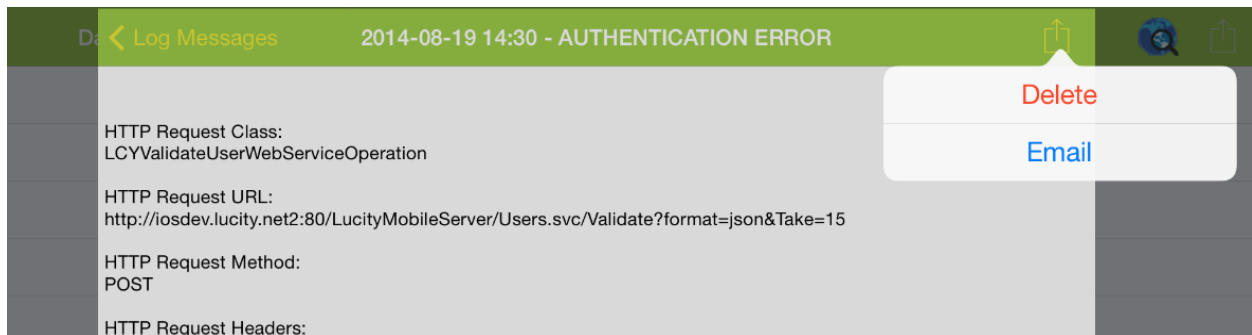 Da
Log Messages
2014-08-19 14:30 - AUTHENTICATION ERROR
Delete
Email
HTTP Request Class:
LCYValidateUserWebServiceOperation
HTTP Request URL:
http://iosdev.lucity.net2:80/LucityMobileServer/Users.svc/Validate?format=json&Take=15
HTTP Request Method:
POST
HTTP Request Headers: